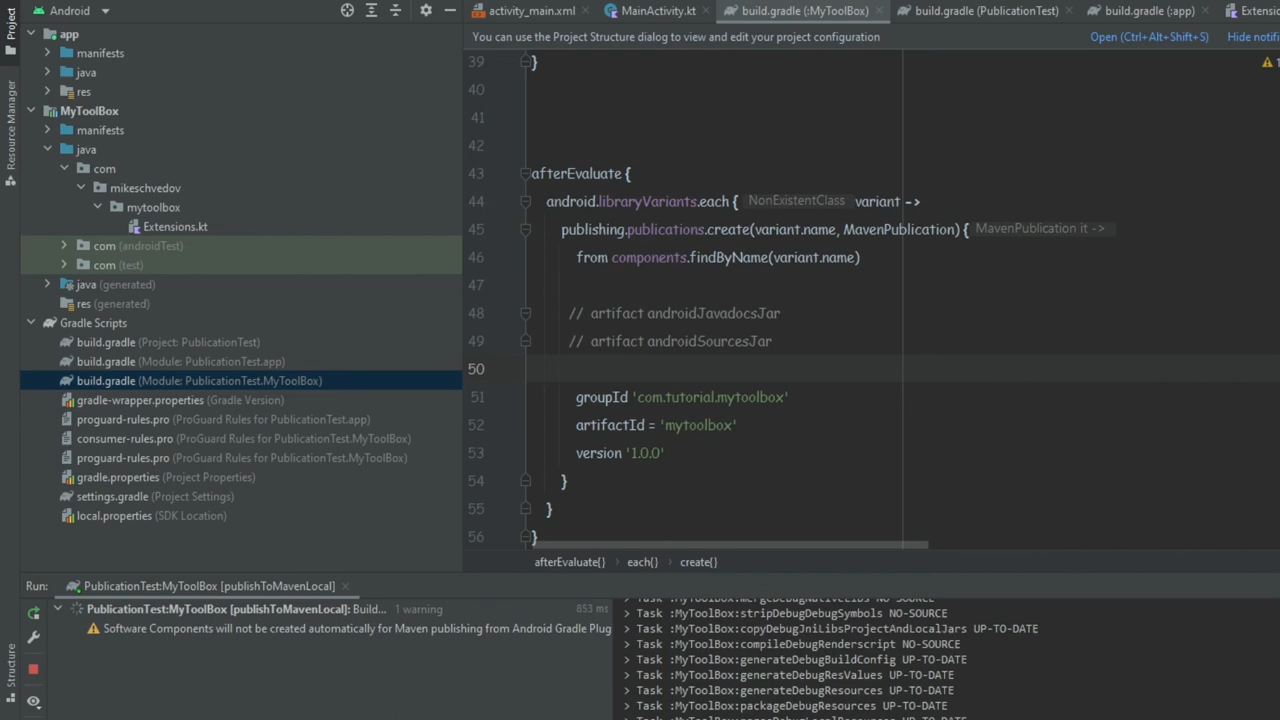 Project
Android
activity_main.xml
MainActivity.kt
build.gradle (:MyToolBox)
build.gradle (PublicationTest)
build.gradle (:app)
Extensi
You can use the Project Structure dialog to view and edit your project configuration
Open (Ctrl+Alt+Shift+S)
Hide notifi
Resource Manager
app
manifests
java
res
MyToolBox
manifests
java
com
mikeschvedov
mytoolbox
Extensions.kt
com (androidTest)
com (test)
java (generated)
res (generated)
Gradle Scripts
build.gradle (Project: PublicationTest)
build.gradle (Module: PublicationTest.app)
build.gradle (Module: PublicationTest.MyToolBox)
gradle-wrapper.properties (Gradle Version)
proguard-rules.pro (ProGuard Rules for PublicationTest.app)
consumer-rules.pro (ProGuard Rules for PublicationTest.MyToolBox)
proguard-rules.pro (ProGuard Rules for PublicationTest.MyToolBox)
gradle.properties (Project Properties)
settings.gradle (Project Settings)
local.properties (SDK Location)
39 }
40
41
42
43 afterEvaluate {
44 android.libraryVariants.each { NonExistentClass variant ->
45 publishing.publications.create(variant.name, MavenPublication) { MavenPublication it ->
46 from components.findByName(variant.name)
47
48 // artifact androidJavadocsJar
49 // artifact androidSourcesJar
50
51 groupId 'com.tutorial.mytoolbox'
52 artifactId = 'mytoolbox'
53 version '1.0.0'
54 }
55 }
56 }
afterEvaluate{} > each{} > create{}
Run: PublicationTest:MyToolBox [publishToMavenLocal]
PublicationTest:MyToolBox [publishToMavenLocal]: Build... 1 warning 853 ms
Software Components will not be created automatically for Maven publishing from Android Gradle Plug
> Task :MyToolBox:mergeDebugNativeLibs NO-SOURCE
> Task :MyToolBox:stripDebugDebugSymbols NO-SOURCE
> Task :MyToolBox:copyDebugJniLibsProjectAndLocalJars UP-TO-DATE
> Task :MyToolBox:compileDebugRenderscript NO-SOURCE
> Task :MyToolBox:generateDebugBuildConfig UP-TO-DATE
> Task :MyToolBox:generateDebugResValues UP-TO-DATE
> Task :MyToolBox:generateDebugResources UP-TO-DATE
> Task :MyToolBox:packageDebugResources UP-TO-DATE
Structure